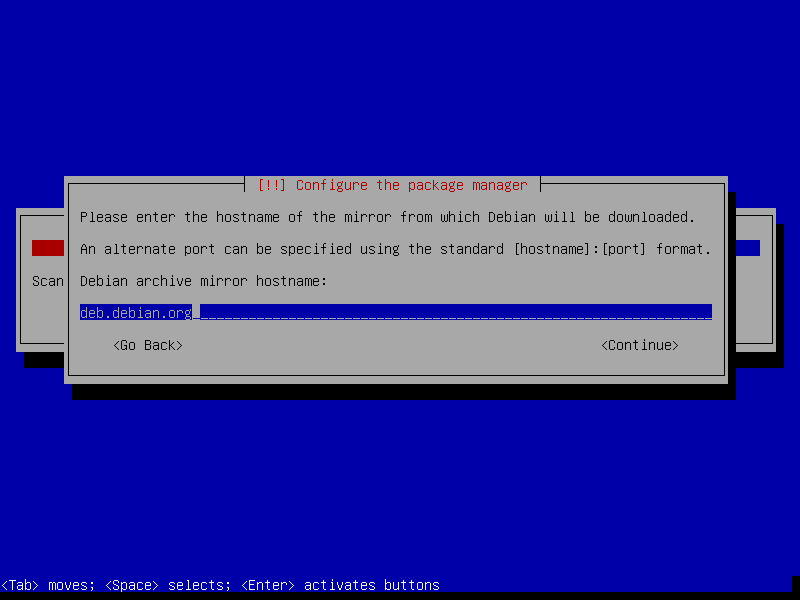 [!!] Configure the package manager
Please enter the hostname of the mirror from which Debian will be downloaded.
An alternate port can be specified using the standard [hostname]:[port] format.
Scan
Debian archive mirror hostname:
deb.debian.org
<Go Back> <Continue>
<Tab> moves; <Space> selects; <Enter> activates buttons